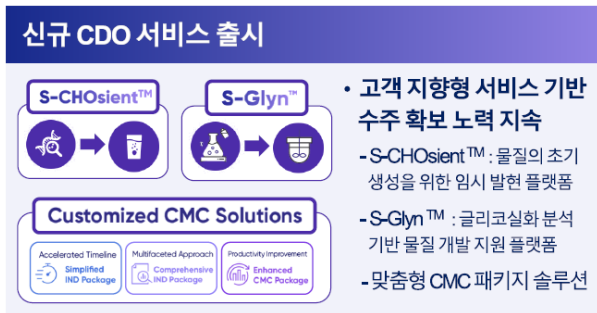 신규 CDO 서비스 출시
S-CHOsient™
S-Glyn™
Customized CMC Solutions
Accelerated Timeline
Simplified
IND Package
Multifaceted Approach
Comprehensive
IND Package
Productivity Improvement
Enhanced
CMC Package
• 고객 지향형 서비스 기반
수주 확보 노력 지속
- S-CHOsient™ : 물질의 초기
생성을 위한 임시 발현 플랫폼
- S-Glyn™ : 글리코실화 분석
기반 물질 개발 지원 플랫폼
- 맞춤형 CMC 패키지 솔루션